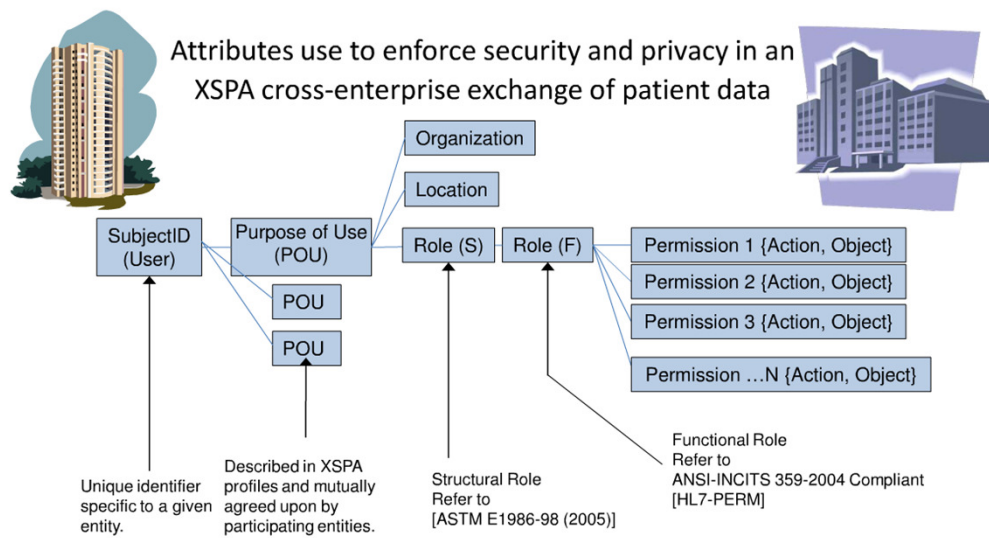 Attributes use to enforce security and privacy in an
XSPA cross-enterprise exchange of patient data
Organization
Location
SubjectID
(User)
Purpose of Use
(POU)
Role (S)
Role (F)
Permission 1 {Action, Object}
Permission 2 {Action, Object}
Permission 3 {Action, Object}
Permission ...N {Action, Object}
POU
POU
Unique identifier
specific to a given
entity.
Described in XSPA
profiles and mutually
agreed upon by
participating entities.
Structural Role
Refer to
[ASTM E1986-98 (2005)]
Functional Role
Refer to
ANSI-INCITS 359-2004 Compliant
[HL7-PERM]